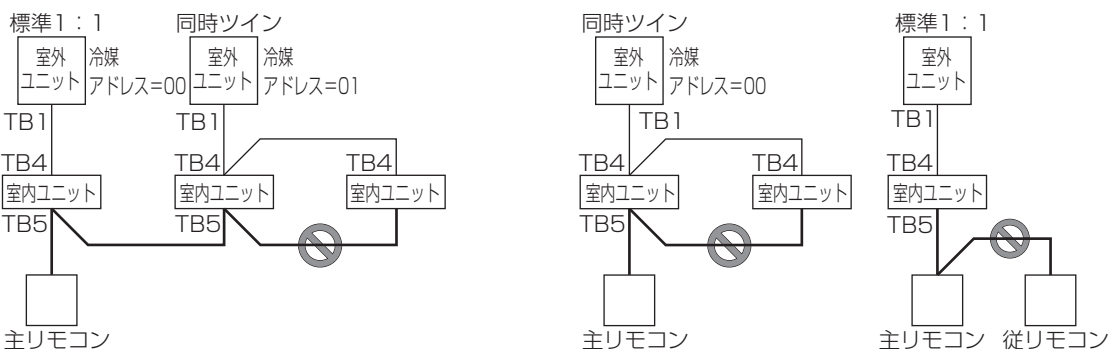 標準1：1
室外
ユニット
冷媒
アドレス=00
TB1
TB4
室内ユニット
TB5
主リモコン
同時ツイン
室外
ユニット
冷媒
アドレス=01
TB1
TB4
室内ユニット
TB5
TB4
室内ユニット
同時ツイン
室外
ユニット
冷媒
アドレス=00
TB1
TB4
室内ユニット
TB5
主リモコン
TB4
室内ユニット
標準1：1
室外
ユニット
TB1
TB4
室内ユニット
TB5
主リモコン
従リモコン